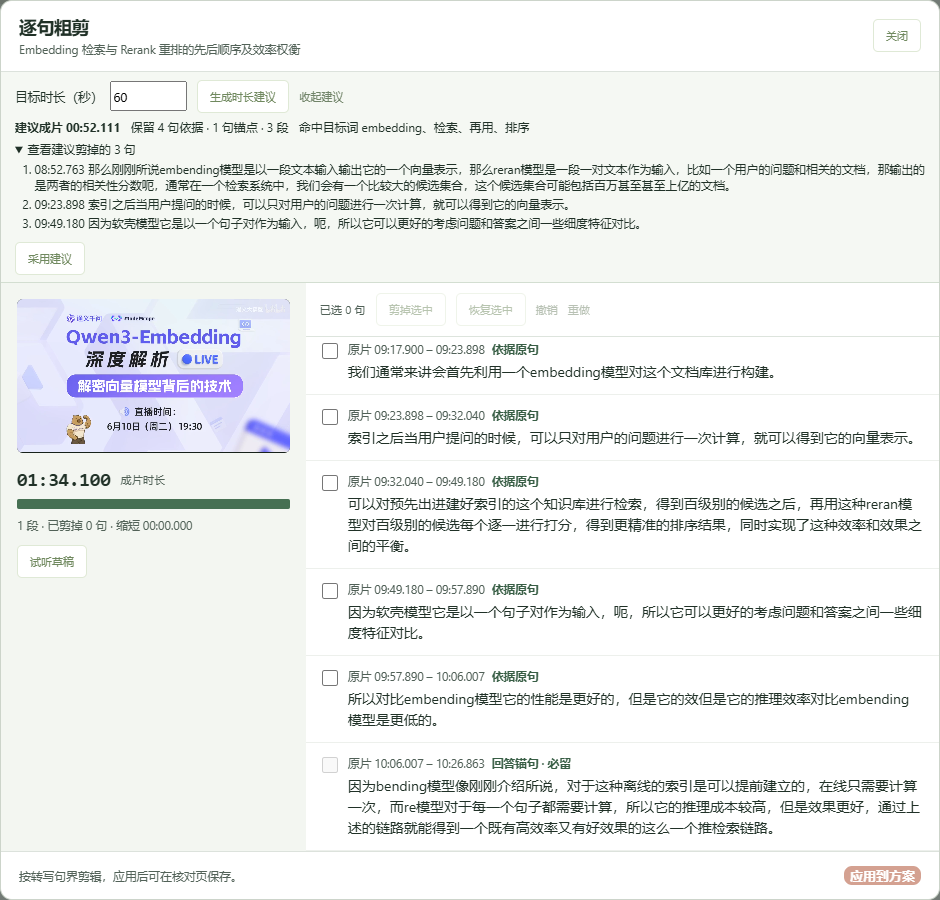 逐句粗剪
Embedding 检索与 Rerank 重排的先后顺序及效率权衡
关闭
目标时长（秒） 60 生成时长建议 收起建议
建议成片 00:52.111 保留 4 句依据 · 1 句锚点 · 3 段 命中目标词 embedding、检索、再用、排序
▼ 查看建议剪掉的 3 句
1. 08:52.763 那么刚刚所说embending模型是以一段文本输入输出它的一个向量表示，那么reran模型是一段一对文本作为输入，比如一个用户的问题和相关的文档，那输出的
是两者的相关性分数呃，通常在一个检索系统中，我们会有一个比较大的候选集合，这个候选集合可能包括百万甚至甚至上亿的文档。
2. 09:23.898 索引之后当用户提问的时候，可以只对用户的问题进行一次计算，就可以得到它的向量表示。
3. 09:49.180 因为软壳模型它是以一个句子对作为输入，呃，所以它可以更好的考虑问题和答案之间一些细度特征对比。
采用建议
通义千问 ModelScope
Qwen3-Embedding
深度解析 LIVE
解密向量模型背后的技术
直播时间：
6月10日（周二）19:30
01:34.100 成片时长
1 段 · 已剪掉 0 句 · 缩短 00:00.000
试听草稿
已选 0 句 剪掉选中 恢复选中 撤销 重做
原片 09:17.900 – 09:23.898 依据原句
我们通常来讲会首先利用一个embedding模型对这个文档库进行构建。
原片 09:23.898 – 09:32.040 依据原句
索引之后当用户提问的时候，可以只对用户的问题进行一次计算，就可以得到它的向量表示。
原片 09:32.040 – 09:49.180 依据原句
可以对预先出进建好索引的这个知识库进行检索，得到百级别的候选之后，再用这种reran模
型对百级别的候选每个逐一进行打分，得到更精准的排序结果，同时实现了这种效率和效果之
间的平衡。
原片 09:49.180 – 09:57.890 依据原句
因为软壳模型它是以一个句子对作为输入，呃，所以它可以更好的考虑问题和答案之间一些细
度特征对比。
原片 09:57.890 – 10:06.007 依据原句
所以对比embending模型它的性能是更好的，但是它的效但是它的推理效率对比embending
模型是更低的。
原片 10:06.007 – 10:26.863 回答锚句 · 必留
因为bending模型像刚刚介绍所说，对于这种离线的索引是可以提前建立的，在线只需要计算
一次，而re模型对于每一个句子都需要计算，所以它的推理成本较高，但是效果更好，通过上
述的链路就能得到一个既有高效率又有好效果的这么一个推检索链路。
按转写句界剪辑，应用后可在核对页保存。
应用到方案